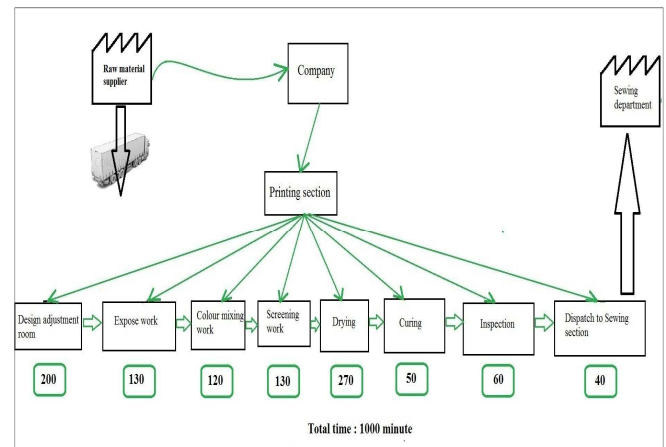 Raw material
supplier
Company
Sewing
department
Printing section
Design adjustment
room
Expose work
Colour mixing
work
Screening
work
Drying
Curing
Inspection
Dispatch to Sewing
section
200
130
120
130
270
50
60
40
Total time : 1000 minute